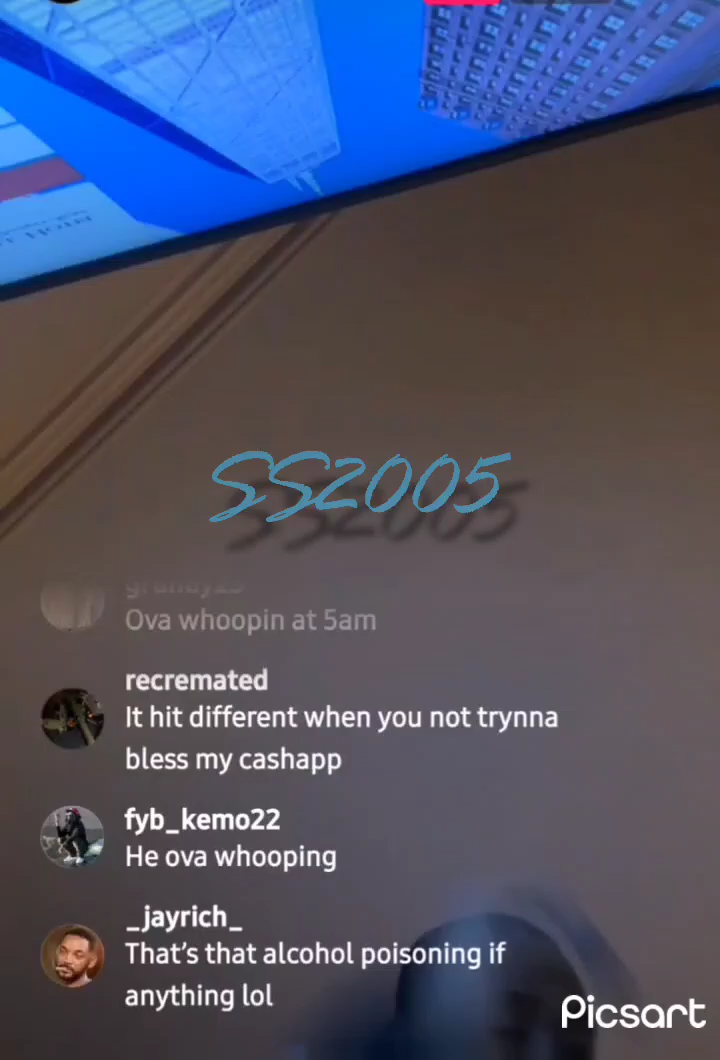 SS2005
Ova whoopin at 5am
recremated
It hit different when you not trynna
bless my cashapp
fyb_kemo22
He ova whooping
_jayrich_
That's that alcohol poisoning if
anything lol
Picsart